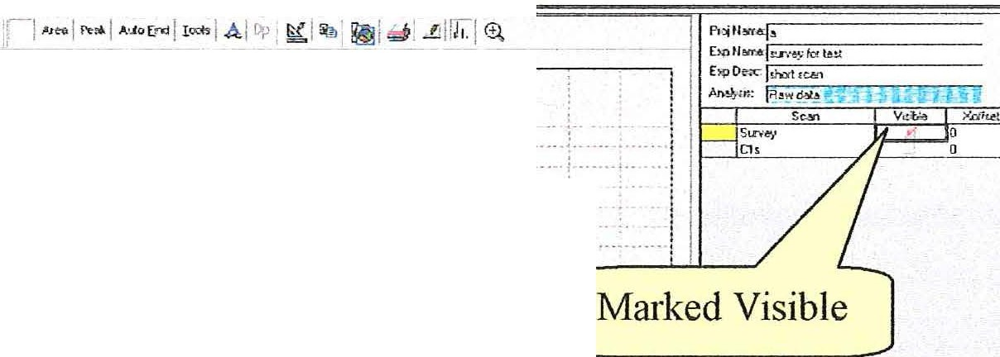 Area Peak Auto End Tools A Dp
Proj Name: a
Exp Name: survey for test
Exp Desc: short scan
Analysis: Raw data
Scan Visible Xoffset
Survey 0
C1s 0
Marked Visible